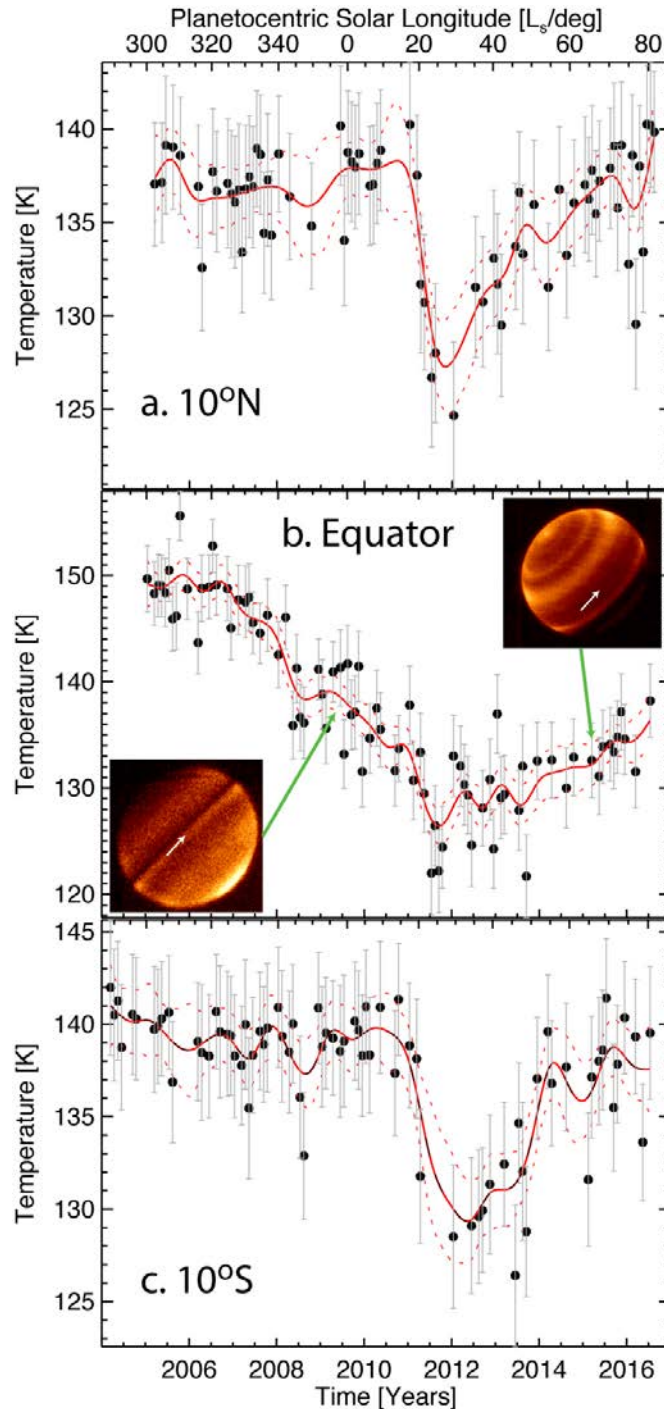 Planetocentric Solar Longitude [Lₛ/deg]
300 320 340 0 20 40 60 80
140
135
130
125
Temperature [K]
a. 10°N
150
140
130
120
Temperature [K]
b. Equator
145
140
135
130
125
Temperature [K]
c. 10°S
2006 2008 2010 2012 2014 2016
Time [Years]